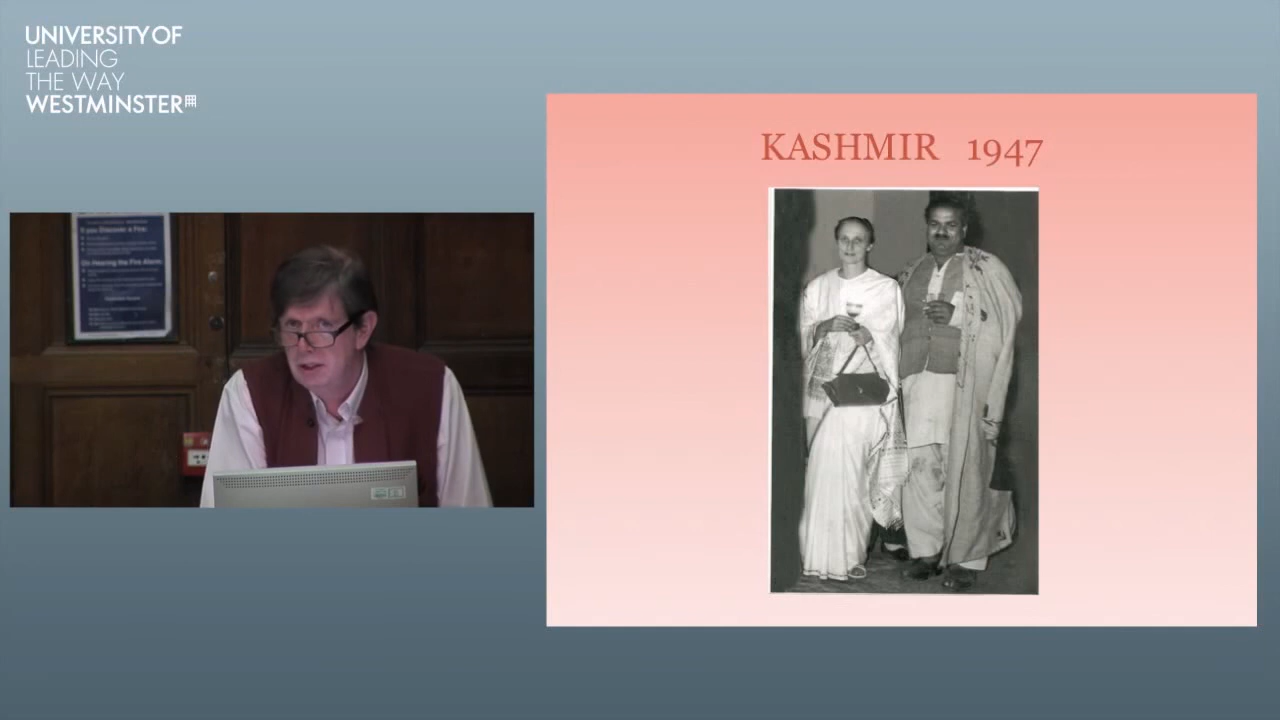 UNIVERSITY OF
LEADING
THE WAY
WESTMINSTER
If you Discover a Fire:
On Hearing the Fire Alarm:
KASHMIR 1947